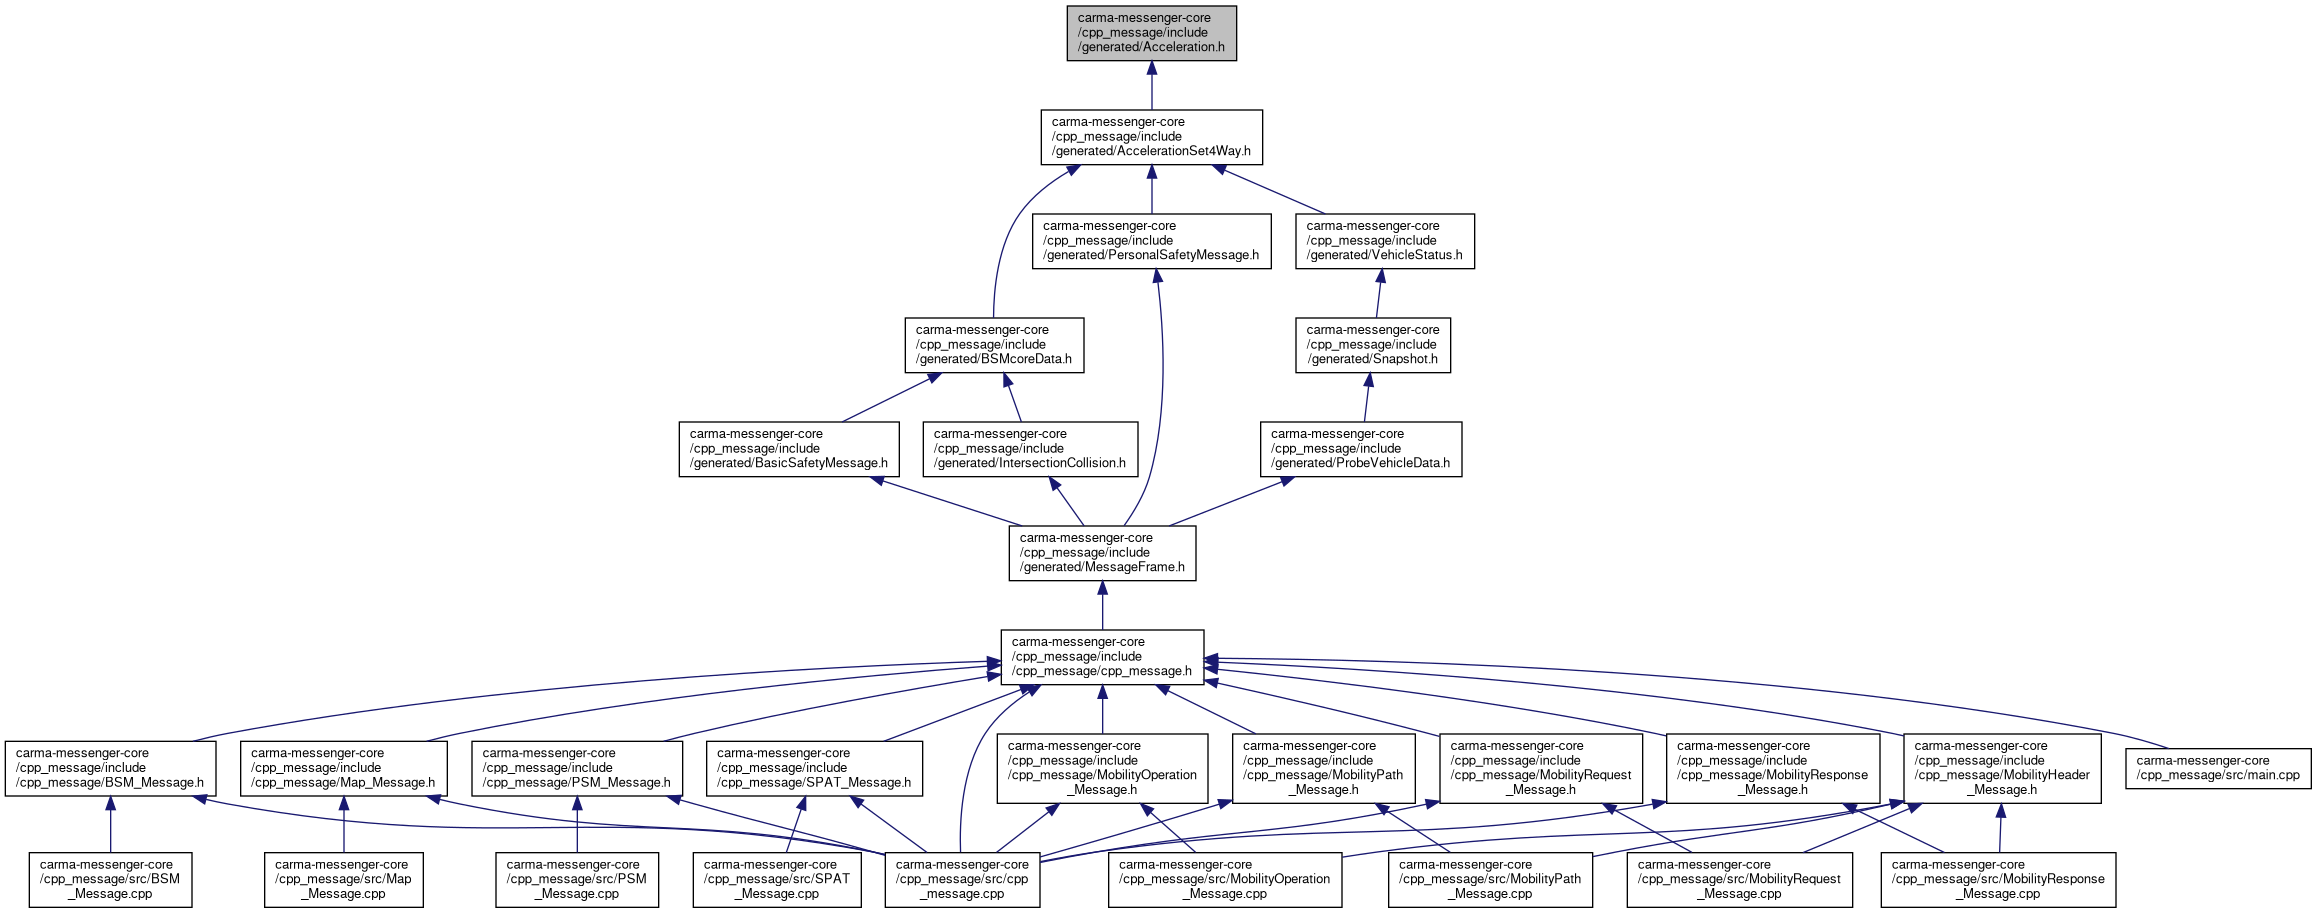 carma-messenger-core
/cpp_message/include
/generated/Acceleration.h
carma-messenger-core
/cpp_message/include
/generated/AccelerationSet4Way.h
carma-messenger-core
/cpp_message/include
/generated/PersonalSafetyMessage.h
carma-messenger-core
/cpp_message/include
/generated/VehicleStatus.h
carma-messenger-core
/cpp_message/include
/generated/BSMcoreData.h
carma-messenger-core
/cpp_message/include
/generated/Snapshot.h
carma-messenger-core
/cpp_message/include
/generated/BasicSafetyMessage.h
carma-messenger-core
/cpp_message/include
/generated/IntersectionCollision.h
carma-messenger-core
/cpp_message/include
/generated/ProbeVehicleData.h
carma-messenger-core
/cpp_message/include
/generated/MessageFrame.h
carma-messenger-core
/cpp_message/include
/cpp_message/cpp_message.h
carma-messenger-core
/cpp_message/include
/cpp_message/BSM_Message.h
carma-messenger-core
/cpp_message/include
/cpp_message/Map_Message.h
carma-messenger-core
/cpp_message/include
/cpp_message/PSM_Message.h
carma-messenger-core
/cpp_message/include
/cpp_message/SPAT_Message.h
carma-messenger-core
/cpp_message/include
/cpp_message/MobilityOperation
_Message.h
carma-messenger-core
/cpp_message/include
/cpp_message/MobilityPath
_Message.h
carma-messenger-core
/cpp_message/include
/cpp_message/MobilityRequest
_Message.h
carma-messenger-core
/cpp_message/include
/cpp_message/MobilityResponse
_Message.h
carma-messenger-core
/cpp_message/include
/cpp_message/MobilityHeader
_Message.h
carma-messenger-core
/cpp_message/src/main.cpp
carma-messenger-core
/cpp_message/src/BSM
_Message.cpp
carma-messenger-core
/cpp_message/src/Map
_Message.cpp
carma-messenger-core
/cpp_message/src/PSM
_Message.cpp
carma-messenger-core
/cpp_message/src/SPAT
_Message.cpp
carma-messenger-core
/cpp_message/src/cpp
_message.cpp
carma-messenger-core
/cpp_message/src/MobilityOperation
_Message.cpp
carma-messenger-core
/cpp_message/src/MobilityPath
_Message.cpp
carma-messenger-core
/cpp_message/src/MobilityRequest
_Message.cpp
carma-messenger-core
/cpp_message/src/MobilityResponse
_Message.cpp